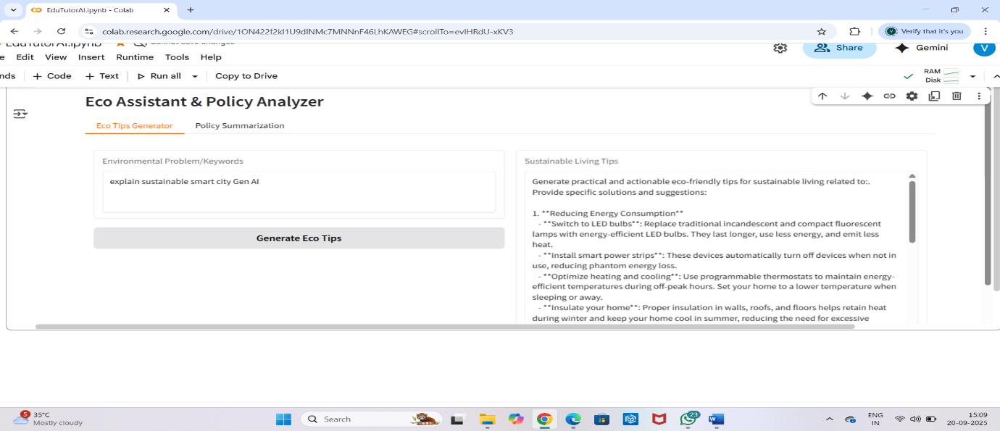 EduTutorAI.ipynb - Colab
colab.research.google.com/drive/1ON422f2kI1U9dlNMc7MNNnF46LhKAWEG#scrollTo=evIHRdU-xKV3
Verify that it's you
EduTutorAI.ipynb
Cannot save changes
e Edit View Insert Runtime Tools Help
Share
Gemini
V
nds + Code + Text Run all Copy to Drive
RAM
Disk
Eco Assistant & Policy Analyzer
Eco Tips Generator Policy Summarization
Environmental Problem/Keywords
explain sustainable smart city Gen AI
Generate Eco Tips
Sustainable Living Tips
Generate practical and actionable eco-friendly tips for sustainable living related to:.
Provide specific solutions and suggestions:
1. **Reducing Energy Consumption**
- **Switch to LED bulbs**: Replace traditional incandescent and compact fluorescent
lamps with energy-efficient LED bulbs. They last longer, use less energy, and emit less
heat.
- **Install smart power strips**: These devices automatically turn off devices when not in
use, reducing phantom energy loss.
- **Optimize heating and cooling**: Use programmable thermostats to maintain energy-
efficient temperatures during off-peak hours. Set your home to a lower temperature when
sleeping or away.
- **Insulate your home**: Proper insulation in walls, roofs, and floors helps retain heat
during winter and keep your home cool in summer, reducing the need for excessive
5
35°C
Mostly cloudy
Search
23
W
ENG
IN
15:09
20-09-2025